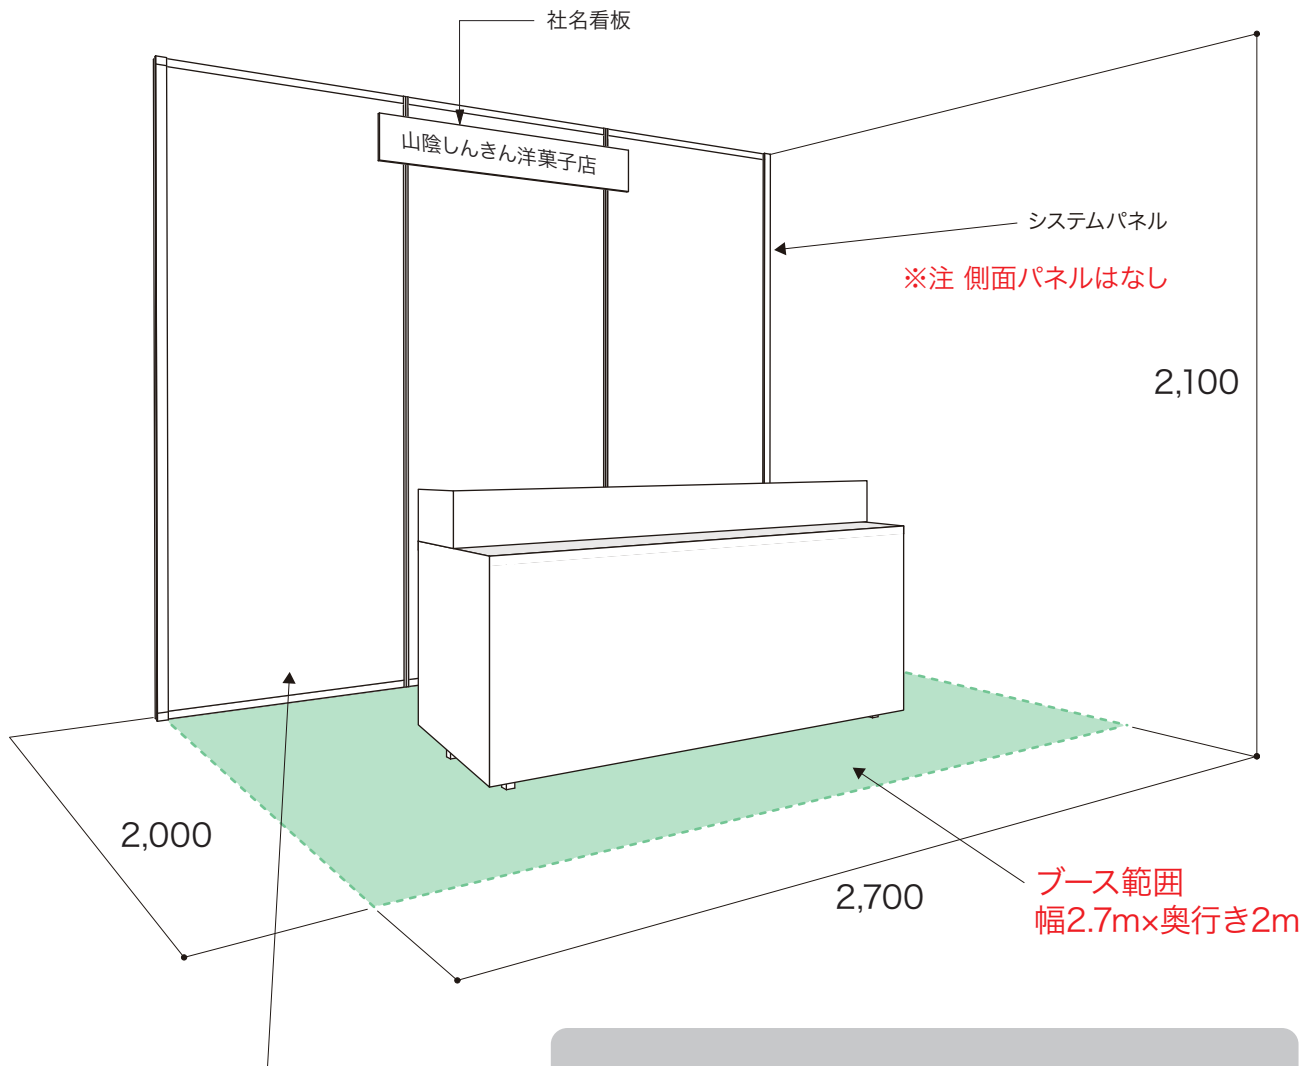 社名看板
山陰しんきん洋菓子店
システムパネル
※注 側面パネルはなし
2,100
2,000
2,700
ブース範囲
幅2.7m×奥行き2m